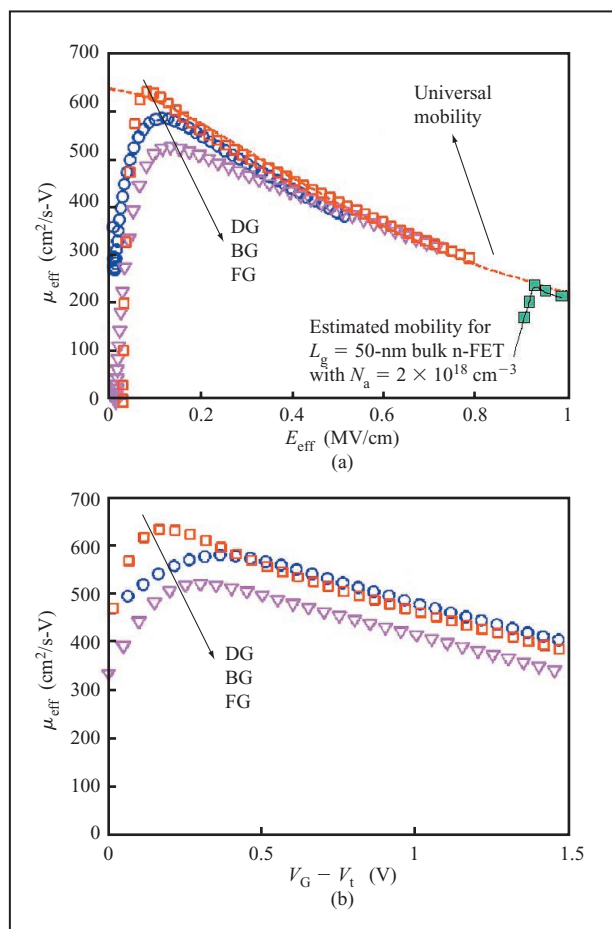 700
600
500
400
300
200
100
0
μeff (cm²/s-V)
Universal
mobility
DG
BG
FG
Estimated mobility for
Lg = 50-nm bulk n-FET
with Na = 2 × 10¹⁸ cm⁻³
0 0.2 0.4 0.6 0.8 1
Eeff (MV/cm)
(a)
700
600
500
400
300
200
100
0
μeff (cm²/s-V)
DG
BG
FG
0 0.5 1 1.5
VG − Vt (V)
(b)